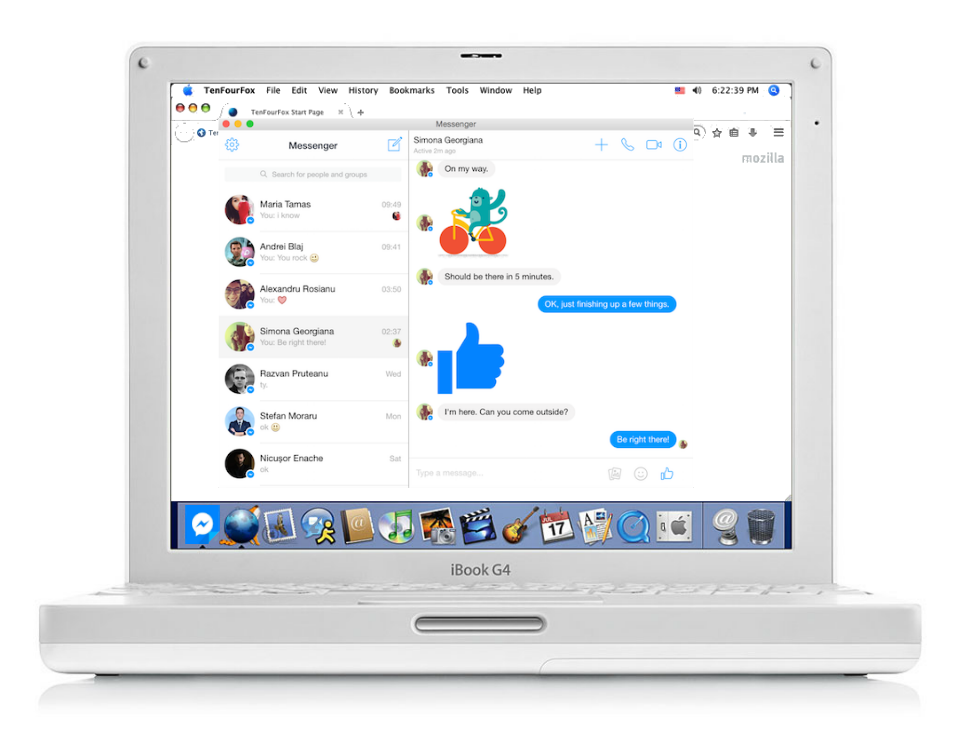 TenFourFox File Edit View History Bookmarks Tools Window Help 6:22:39 PM
TenFourFox Start Page
Messenger
mozilla
Messenger
Search for people and groups
Maria Tamas 09:49
You: i know
Andrei Blaj 09:41
You: You rock
Alexandru Rosianu 03:50
You:
Simona Georgiana 02:37
You: Be right there!
Razvan Pruteanu Wed
ty.
Stefan Moraru Mon
ok
Nicușor Enache Sat
ok
Simona Georgiana
Active 2m ago
On my way.
Should be there in 5 minutes.
OK, just finishing up a few things.
I'm here. Can you come outside?
Be right there!
Type a message...
JUL
17
iBook G4